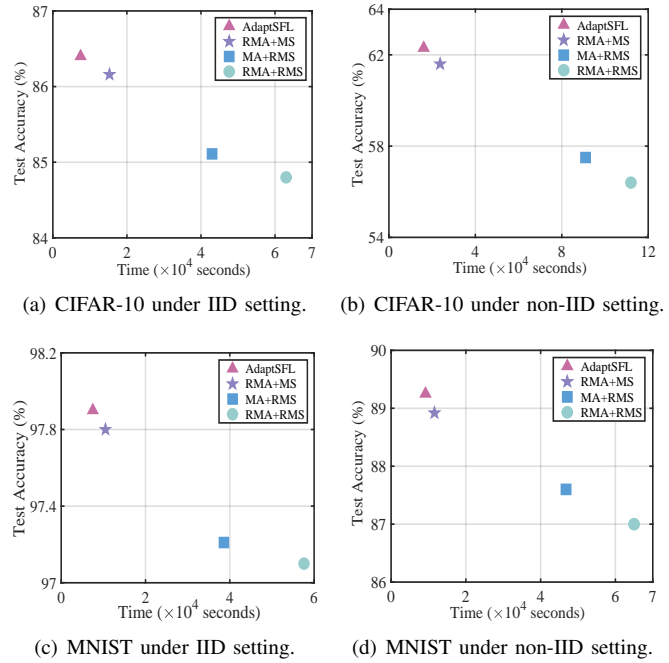 87
86
85
84
Test Accuracy (%)
AdaptSFL
RMA+MS
MA+RMS
RMA+RMS
0 2 4 6 7
Time (×10⁴ seconds)
(a) CIFAR-10 under IID setting.
64
62
58
54
Test Accuracy (%)
AdaptSFL
RMA+MS
MA+RMS
RMA+RMS
0 4 8 12
Time (×10⁴ seconds)
(b) CIFAR-10 under non-IID setting.
98.2
97.8
97.4
97
Test Accuracy (%)
AdaptSFL
RMA+MS
MA+RMS
RMA+RMS
0 2 4 6
Time (×10⁴ seconds)
(c) MNIST under IID setting.
90
89
88
87
86
Test Accuracy (%)
AdaptSFL
RMA+MS
MA+RMS
RMA+RMS
0 2 4 6 7
Time (×10⁴ seconds)
(d) MNIST under non-IID setting.